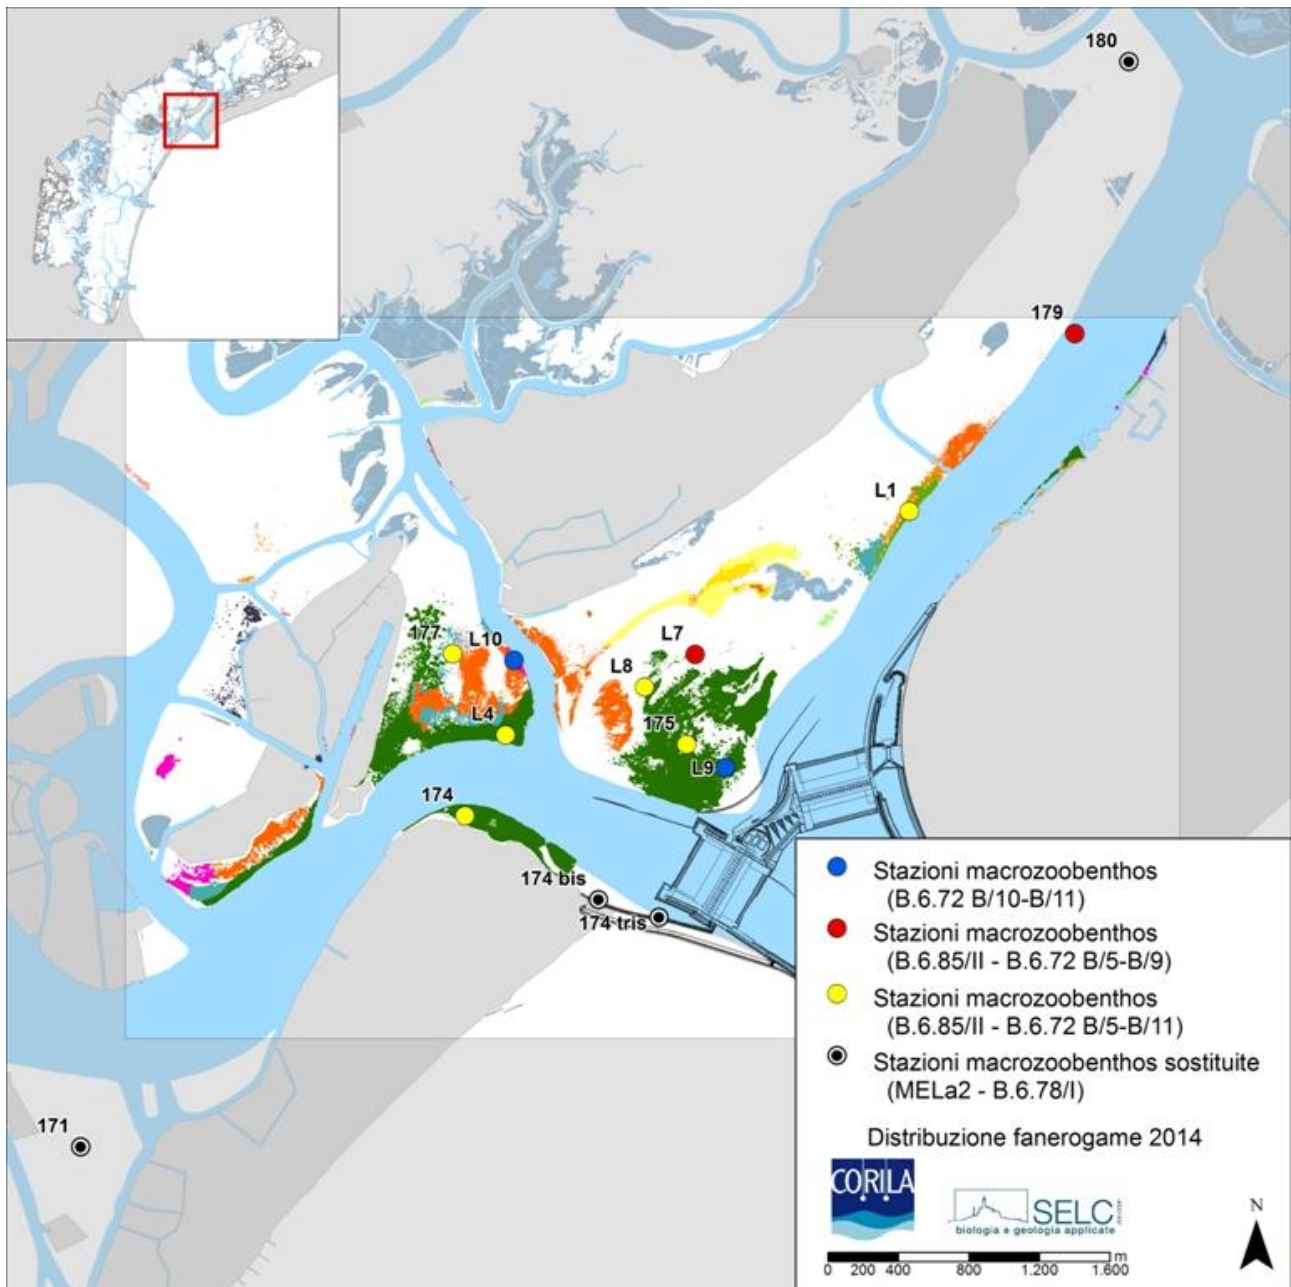 180
179
L1
177
L10
L7
L8
L4
175
L9
174
174 bis
174 tris
171
Stazioni macrozoobenthos
(B.6.72 B/10-B/11)
Stazioni macrozoobenthos
(B.6.85/II - B.6.72 B/5-B/9)
Stazioni macrozoobenthos
(B.6.85/II - B.6.72 B/5-B/11)
Stazioni macrozoobenthos sostituite
(MELa2 - B.6.78/I)
Distribuzione fanerogame 2014
CORILA
SELC
biologia e geologia applicate
N
m
0 200 400 800 1.200 1.600